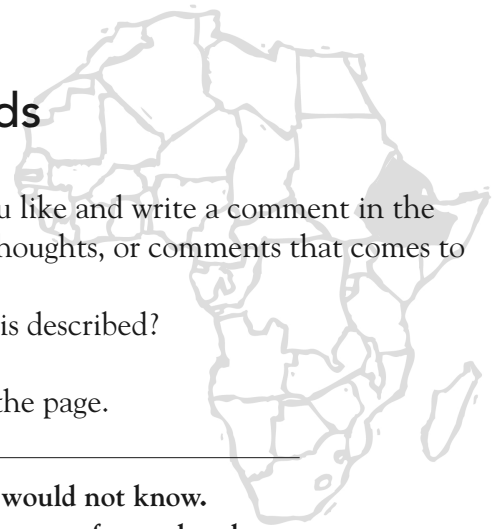 ds
u like and write a comment in the
houghts, or comments that comes to
is described?
the page.
would not know.